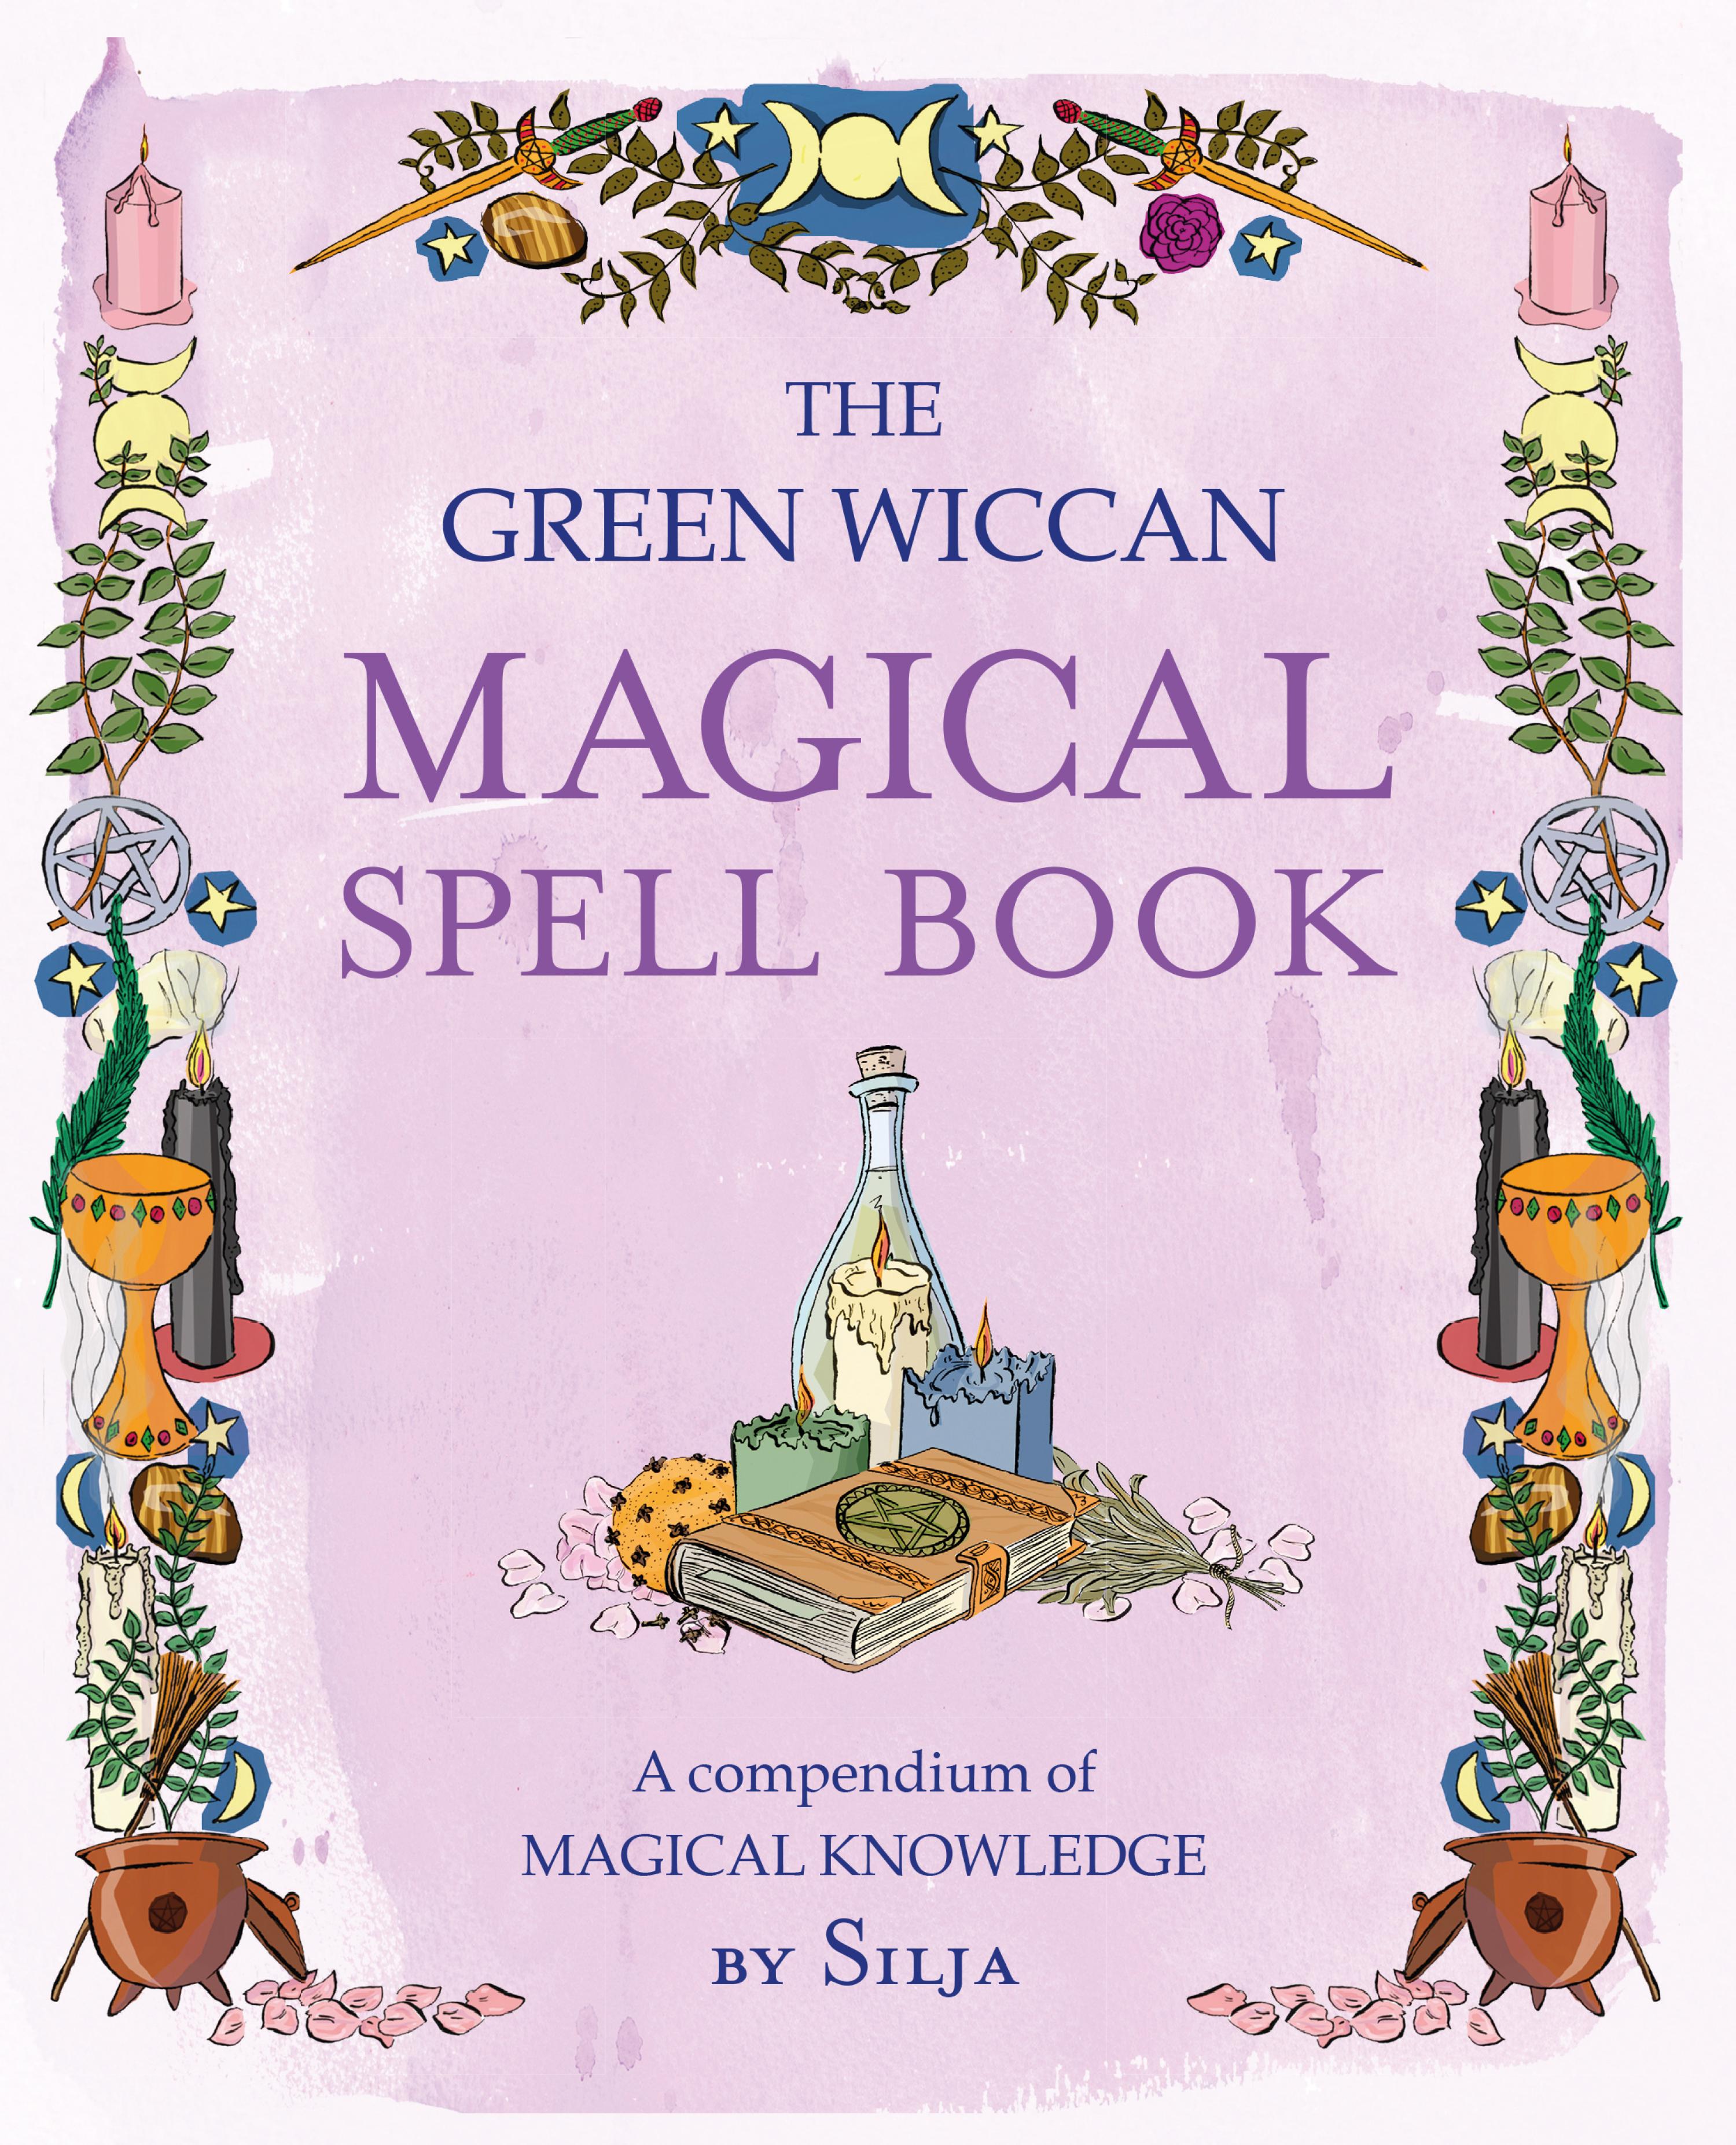 THE
GREEN WICCAN
MAGICAL
SPELL BOOK
A compendium of
MAGICAL KNOWLEDGE
BY SILJA